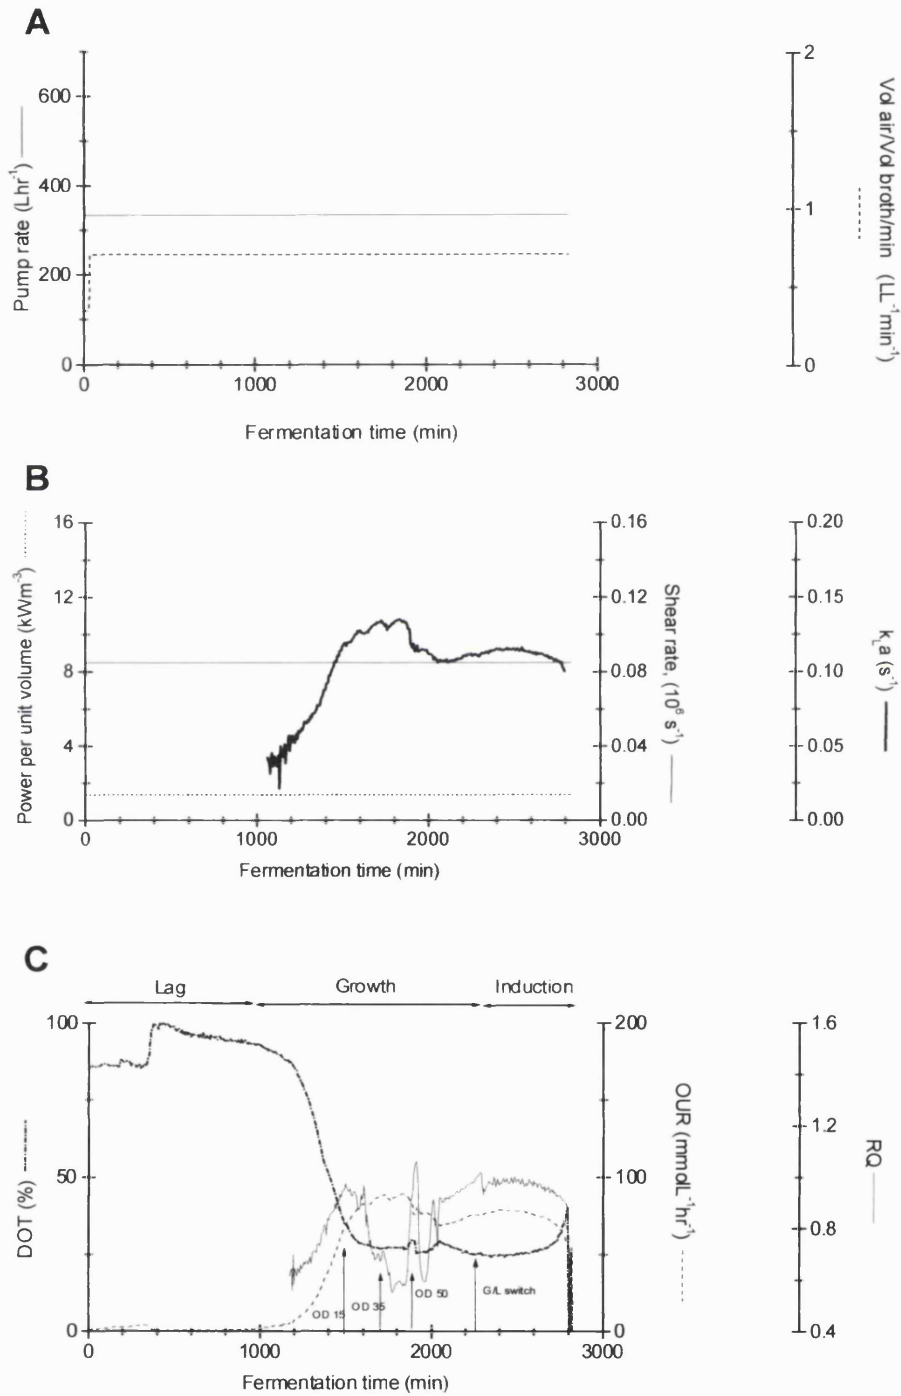 A
Pump rate (Lhr-1)
600
400
200
0
0
1000
2000
3000
Fermentation time (min)
2
1
0
Vol air/Vol broth/min (LL-1min-1)
B
Power per unit volume (kWm-3)
16
12
8
4
0
0
1000
2000
3000
Fermentation time (min)
0.16
0.12
0.08
0.04
0.00
Shear rate, (10^6 s-1)
0.20
0.15
0.10
0.05
0.00
kLa (s-1)
C
Lag
Growth
Induction
DOT (%)
100
50
0
0
1000
2000
3000
Fermentation time (min)
OD 15
OD 35
OD 50
G/L switch
200
100
0
OUR (mmolL-1hr-1)
1.6
1.2
0.8
0.4
RQ